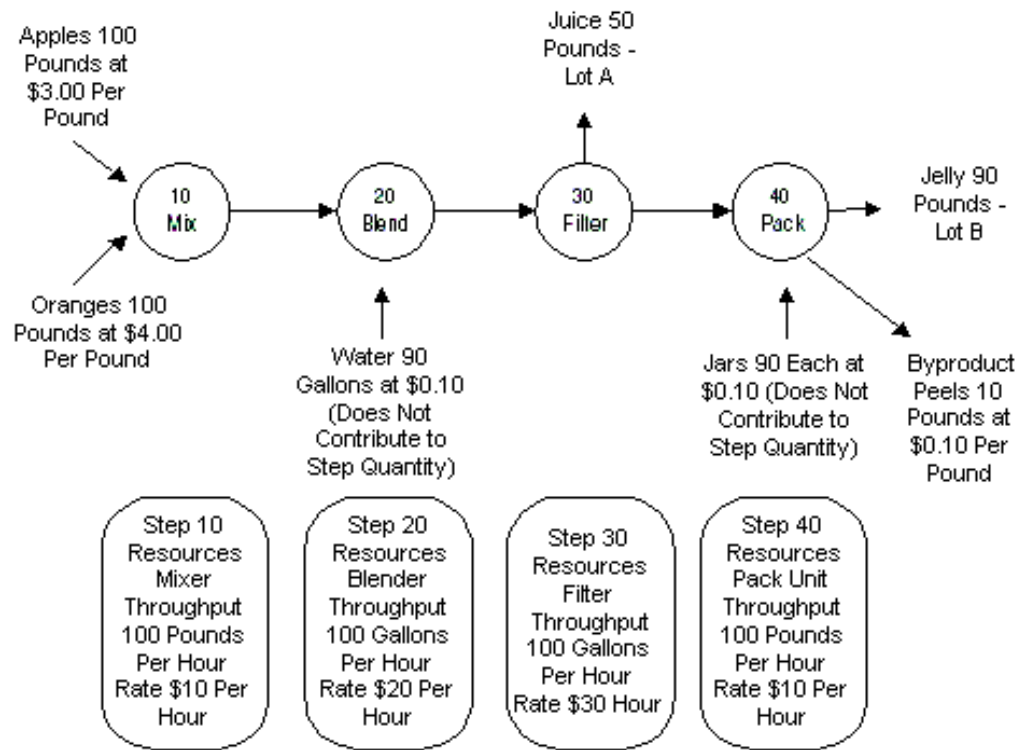 Apples 100
Pounds at
$3.00 Per
Pound
Juice 50
Pounds -
Lot A
10
Mix
20
Blend
30
Filter
40
Pack
Jelly 90
Pounds -
Lot B
Oranges 100
Pounds at $4.00
Per Pound
Water 90
Gallons at $0.10
(Does Not
Contribute to
Step Quantity)
Jars 90 Each at
$0.10 (Does Not
Contribute to
Step Quantity)
Byproduct
Peels 10
Pounds at
$0.10 Per
Pound
Step 10
Resources
Mixer
Throughput
100 Pounds
Per Hour
Rate $10 Per
Hour
Step 20
Resources
Blender
Throughput
100 Gallons
Per Hour
Rate $20 Per
Hour
Step 30
Resources
Filter
Throughput
100 Gallons
Per Hour
Rate $30 Hour
Step 40
Resources
Pack Unit
Throughput
100 Pounds
Per Hour
Rate $10 Per
Hour